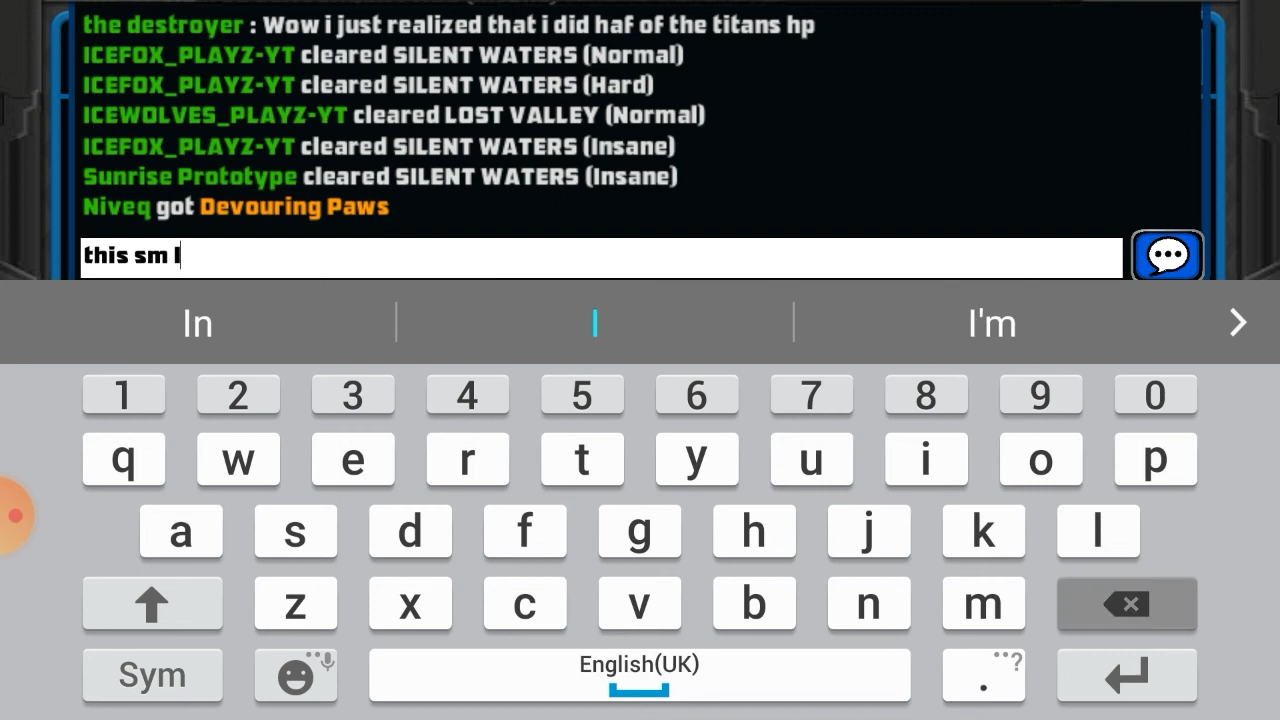 the destroyer : Wow i just realized that i did haf of the titans hp
ICEFOX_PLAYZ-YT cleared SILENT WATERS (Normal)
ICEFOX_PLAYZ-YT cleared SILENT WATERS (Hard)
ICEWOLVES_PLAYZ-YT cleared LOST VALLEY (Normal)
ICEFOX_PLAYZ-YT cleared SILENT WATERS (Insane)
Sunrise Prototype cleared SILENT WATERS (Insane)
Niveq got Devouring Paws
this sm I
In I I'm
1 2 3 4 5 6 7 8 9 0
q w e r t y u i o p
a s d f g h j k l
z x c v b n m
Sym English(UK) . ?